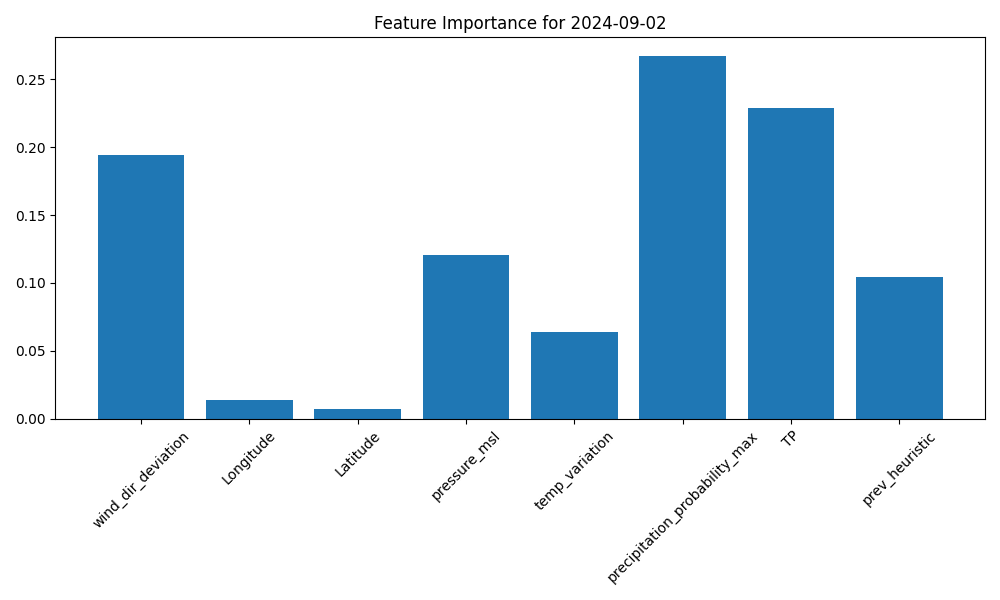 Feature Importance for 2024-09-02
0.25
0.20
0.15
0.10
0.05
0.00
wind_dir_deviation
Longitude
Latitude
pressure_msl
temp_variation
precipitation_probability_max
TP
prev_heuristic